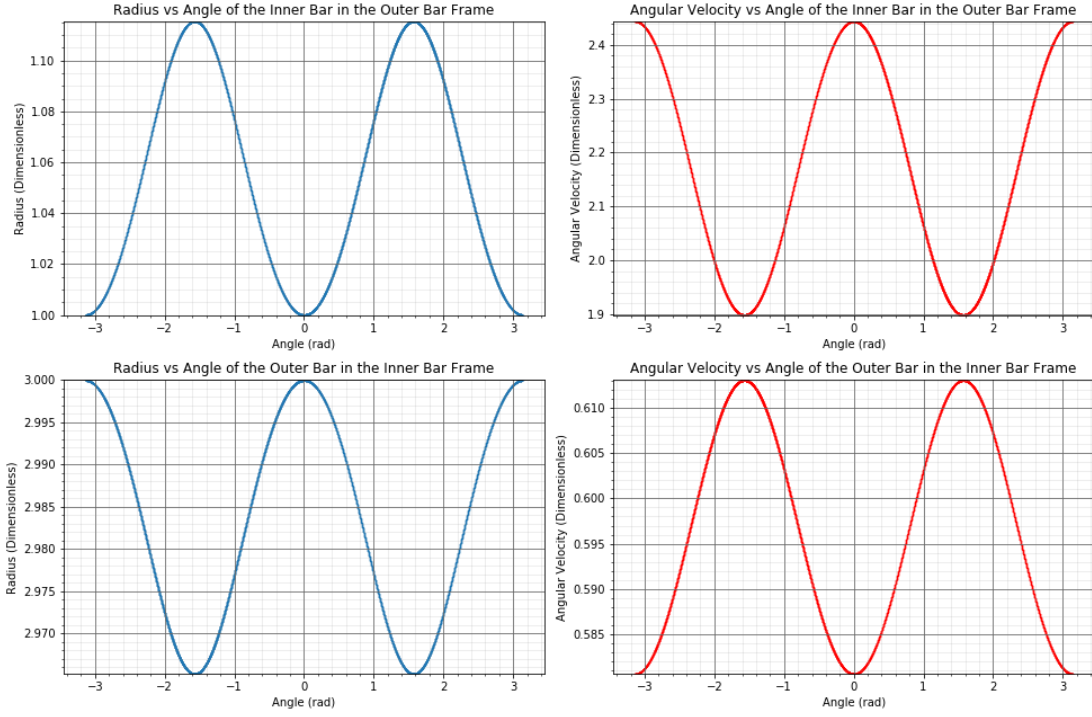 Radius vs Angle of the Inner Bar in the Outer Bar Frame
Radius (Dimensionless)
1.10
1.08
1.06
1.04
1.02
1.00
−3 −2 −1 0 1 2 3
Angle (rad)
Angular Velocity vs Angle of the Inner Bar in the Outer Bar Frame
Angular Velocity (Dimensionless)
2.4
2.3
2.2
2.1
2.0
1.9
−3 −2 −1 0 1 2 3
Angle (rad)
Radius vs Angle of the Outer Bar in the Inner Bar Frame
Radius (Dimensionless)
3.000
2.995
2.990
2.985
2.980
2.975
2.970
−3 −2 −1 0 1 2 3
Angle (rad)
Angular Velocity vs Angle of the Outer Bar in the Inner Bar Frame
Angular Velocity (Dimensionless)
0.610
0.605
0.600
0.595
0.590
0.585
−3 −2 −1 0 1 2 3
Angle (rad)